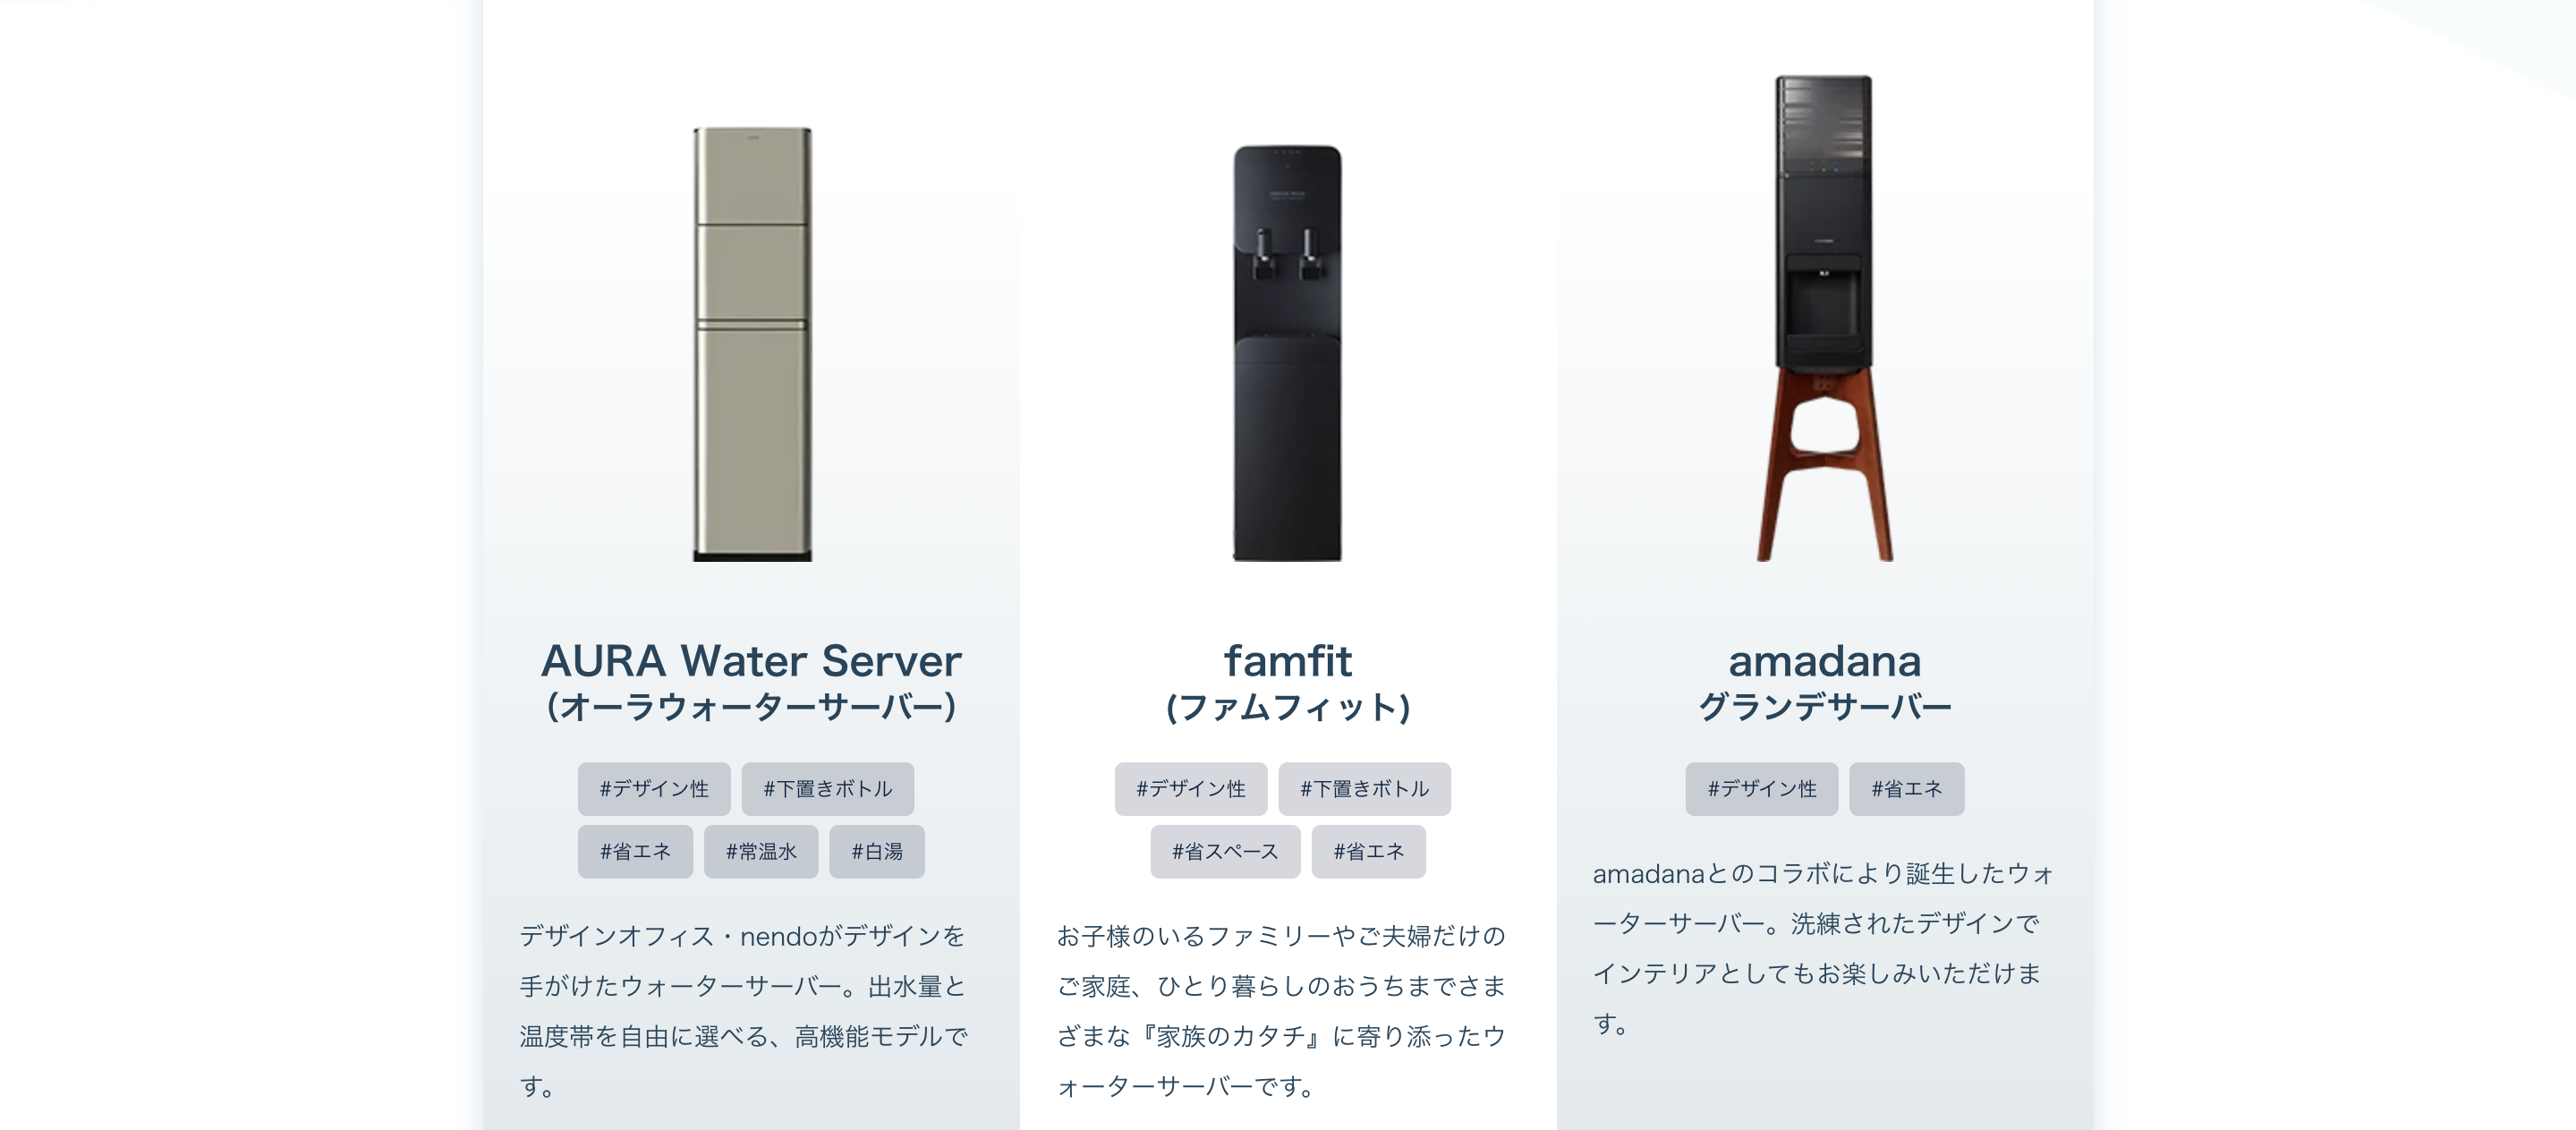 AURA Water Server
（オーラウォーターサーバー）
#デザイン性 #下置きボトル
#省エネ #常温水 #白湯
デザインオフィス・nendoがデザインを
手がけたウォーターサーバー。出水量と
温度帯を自由に選べる、高機能モデルで
す。
famfit
(ファムフィット)
#デザイン性 #下置きボトル
#省スペース #省エネ
お子様のいるファミリーやご夫婦だけの
ご家庭、ひとり暮らしのおうちまでさま
ざまな『家族のカタチ』に寄り添ったウ
ォーターサーバーです。
amadana
グランデサーバー
#デザイン性 #省エネ
amadanaとのコラボにより誕生したウォ
ーターサーバー。洗練されたデザインで
インテリアとしてもお楽しみいただけま
す。